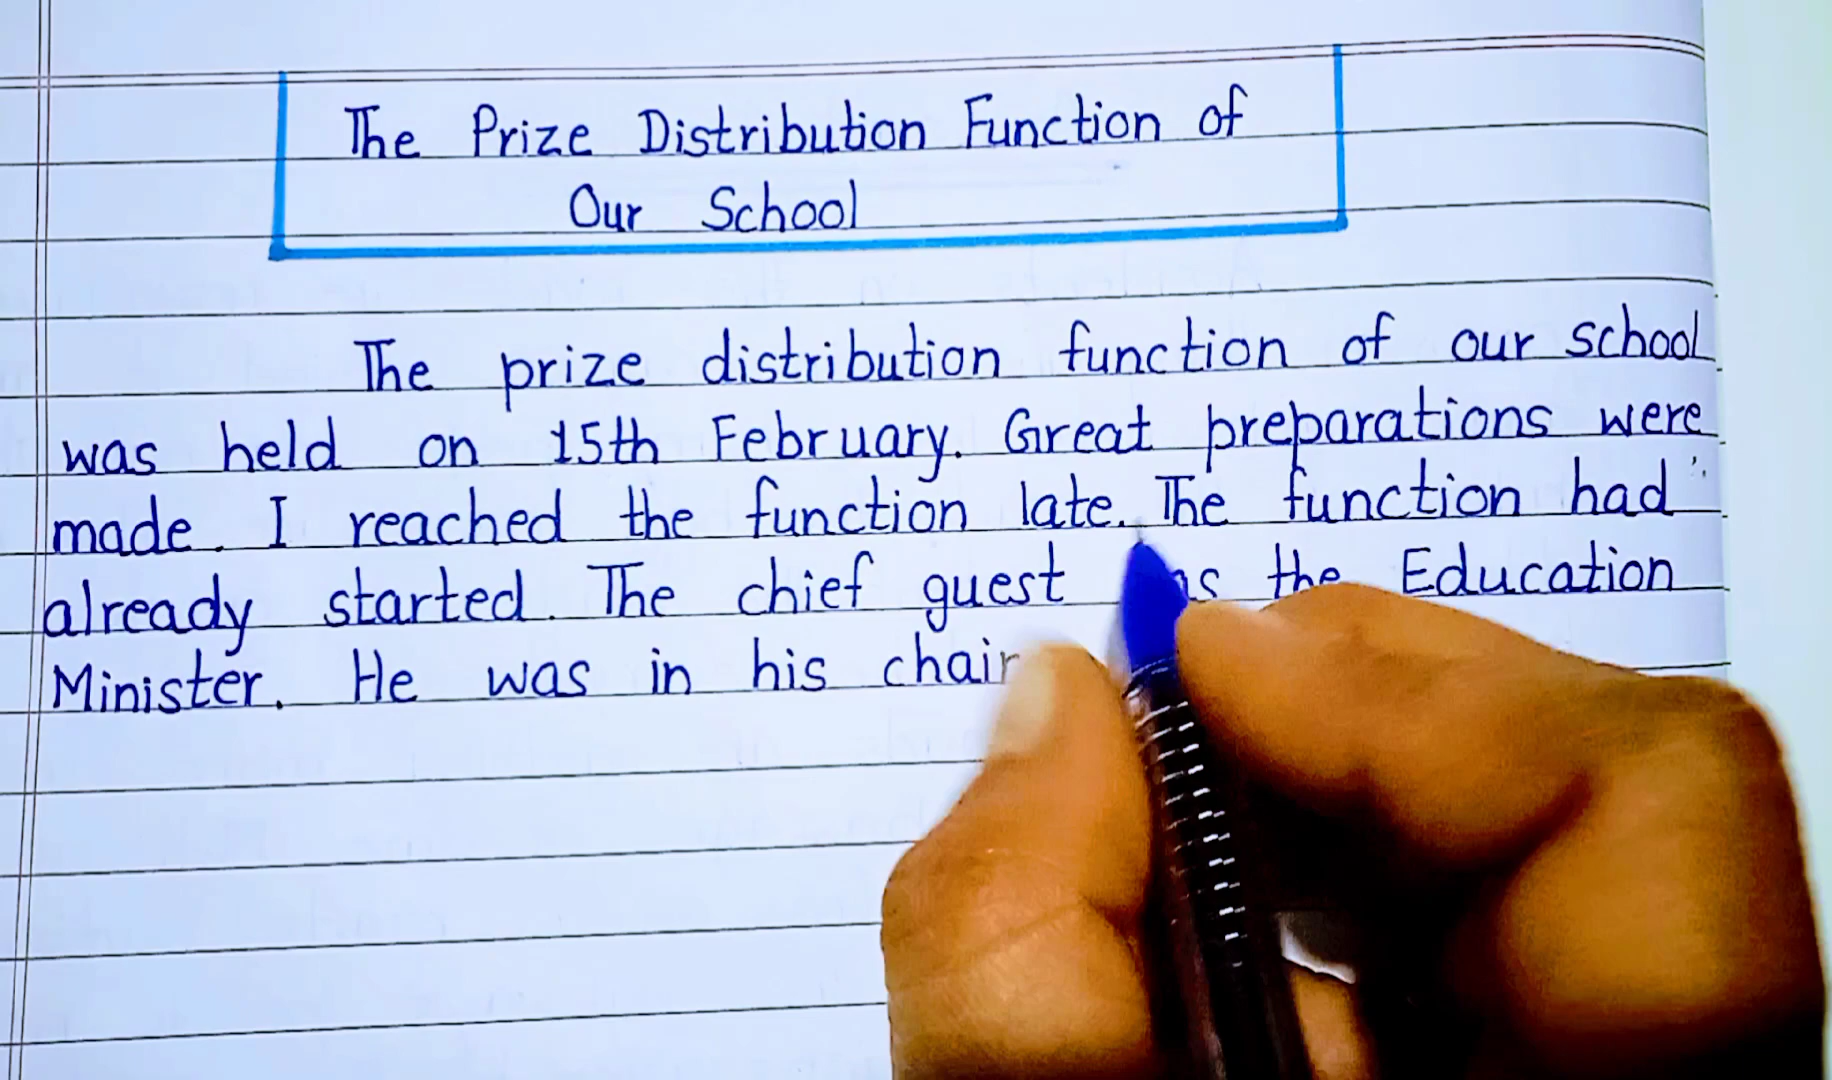 The Prize Distribution Function of
Our School
The prize distribution function of our school
was held on 15th February. Great preparations were
made. I reached the function late. The function had
already started. The chief guest the Education
Minister. He was in his chair